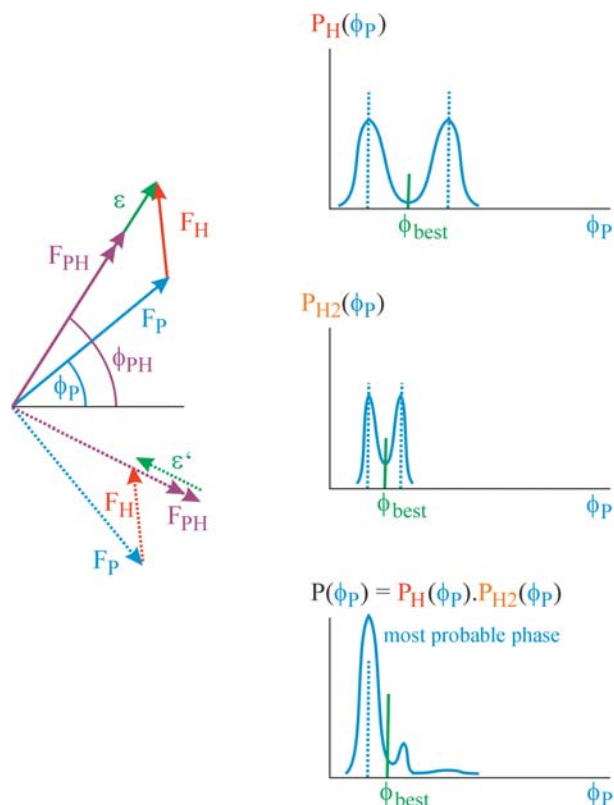 ε
F_H
F_PH
F_P
ϕ_PH
ϕ_P
ε‘
F_H
F_PH
F_P
P_H(ϕ_P)
ϕ_best
ϕ_P
P_H2(ϕ_P)
ϕ_best
ϕ_P
P(ϕ_P) = P_H(ϕ_P).P_H2(ϕ_P)
most probable phase
ϕ_best
ϕ_P